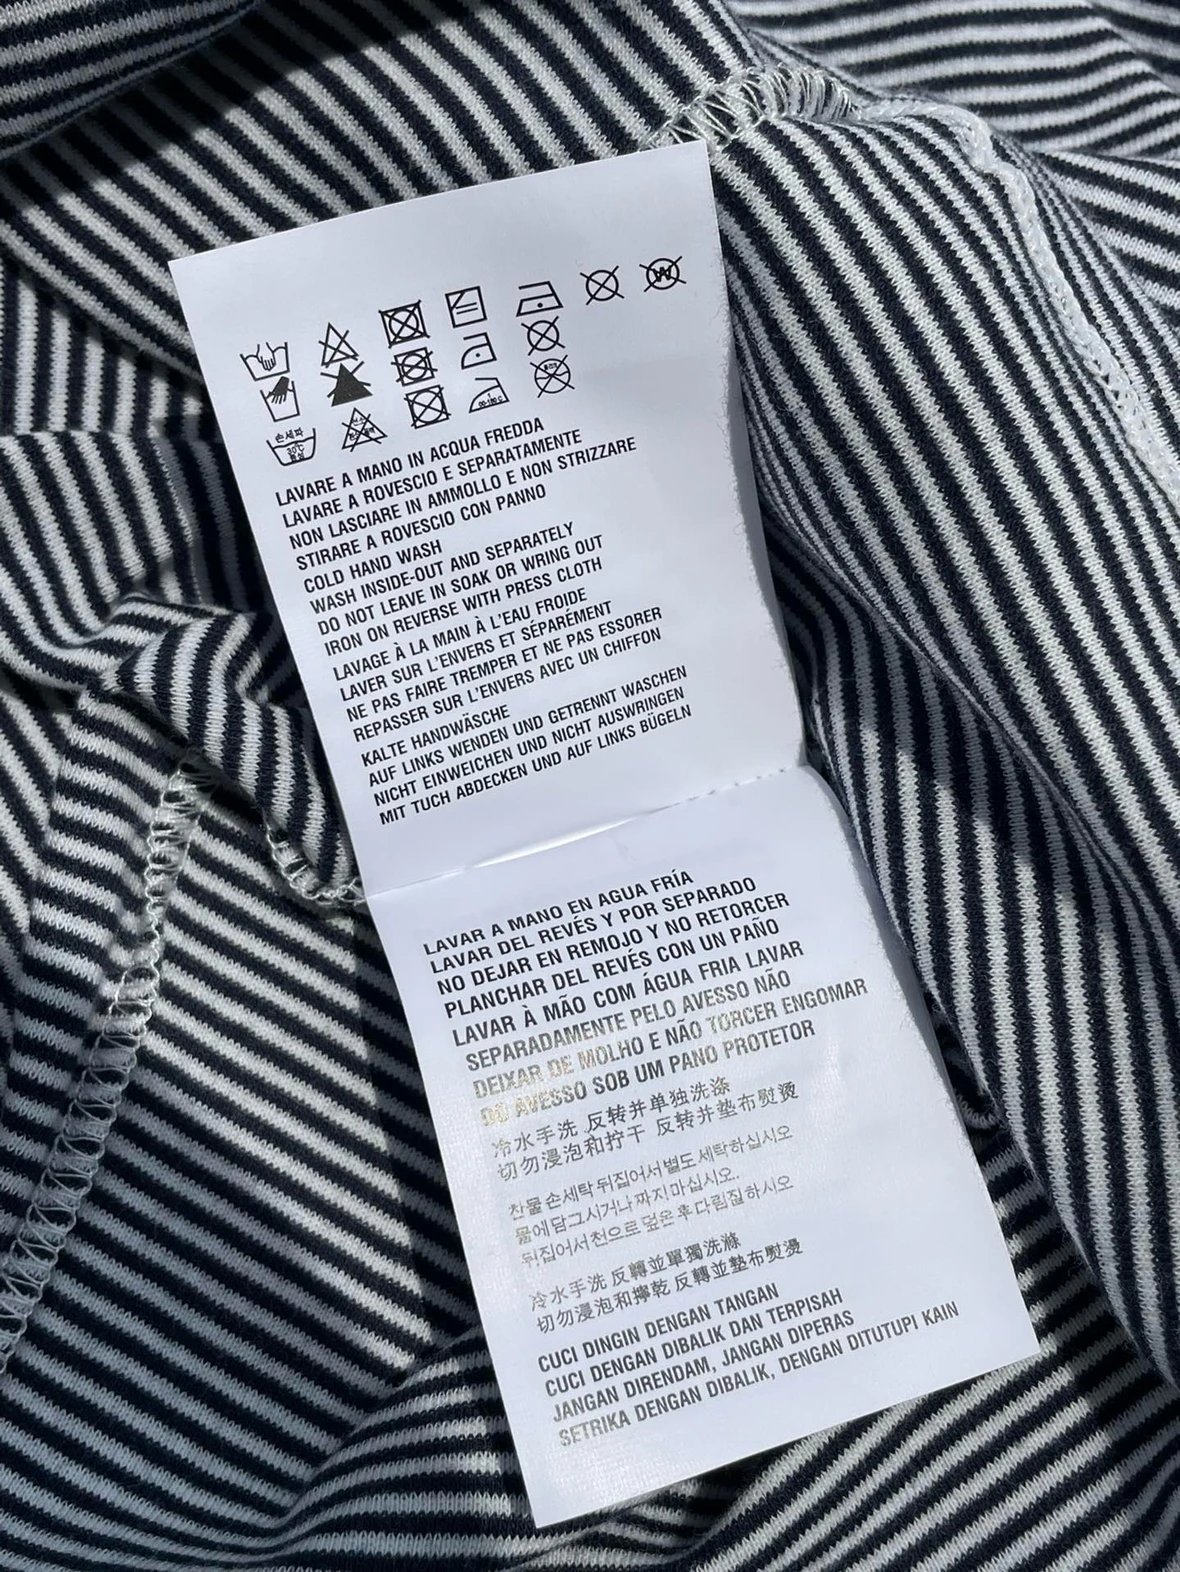 W
손세탁
30℃
중성
LAVARE A MANO IN ACQUA FREDDA
LAVARE A ROVESCIO E SEPARATAMENTE
NON LASCIARE IN AMMOLLO E NON STRIZZARE
STIRARE A ROVESCIO CON PANNO
COLD HAND WASH
WASH INSIDE-OUT AND SEPARATELY
DO NOT LEAVE IN SOAK OR WRING OUT
IRON ON REVERSE WITH PRESS CLOTH
LAVAGE À LA MAIN À L'EAU FROIDE
LAVER SUR L'ENVERS ET SÉPARÉMENT
NE PAS FAIRE TREMPER ET NE PAS ESSORER
REPASSER SUR L'ENVERS AVEC UN CHIFFON
KALTE HANDWÄSCHE
AUF LINKS WENDEN UND GETRENNT WASCHEN
NICHT EINWEICHEN UND NICHT AUSWRINGEN
MIT TUCH ABDECKEN UND AUF LINKS BÜGELN
LAVAR A MANO EN AGUA FRÍA
LAVAR DEL REVÉS Y POR SEPARADO
NO DEJAR EN REMOJO Y NO RETORCER
PLANCHAR DEL REVÉS CON UN PAÑO
LAVAR À MÃO COM ÁGUA FRIA LAVAR
SEPARADAMENTE PELO AVESSO NÃO
DEIXAR DE MOLHO E NÃO TORCER ENGOMAR
DO AVESSO SOB UM PANO PROTETOR
冷水手洗 反转并单独洗涤
切勿浸泡和拧干 反转并垫布熨烫
찬물 손세탁 뒤집어서 별도 세탁하십시오
물에 담그시거나 짜지 마십시오.
뒤집어서 천으로 덮은 후 다림질 하시오
冷水手洗 反轉並單獨洗滌
切勿浸泡和擰乾 反轉並墊布熨燙
CUCI DINGIN DENGAN TANGAN
CUCI DENGAN DIBALIK DAN TERPISAH
JANGAN DIRENDAM, JANGAN DIPERAS
SETRIKA DENGAN DIBALIK, DENGAN DITUTUPI KAIN